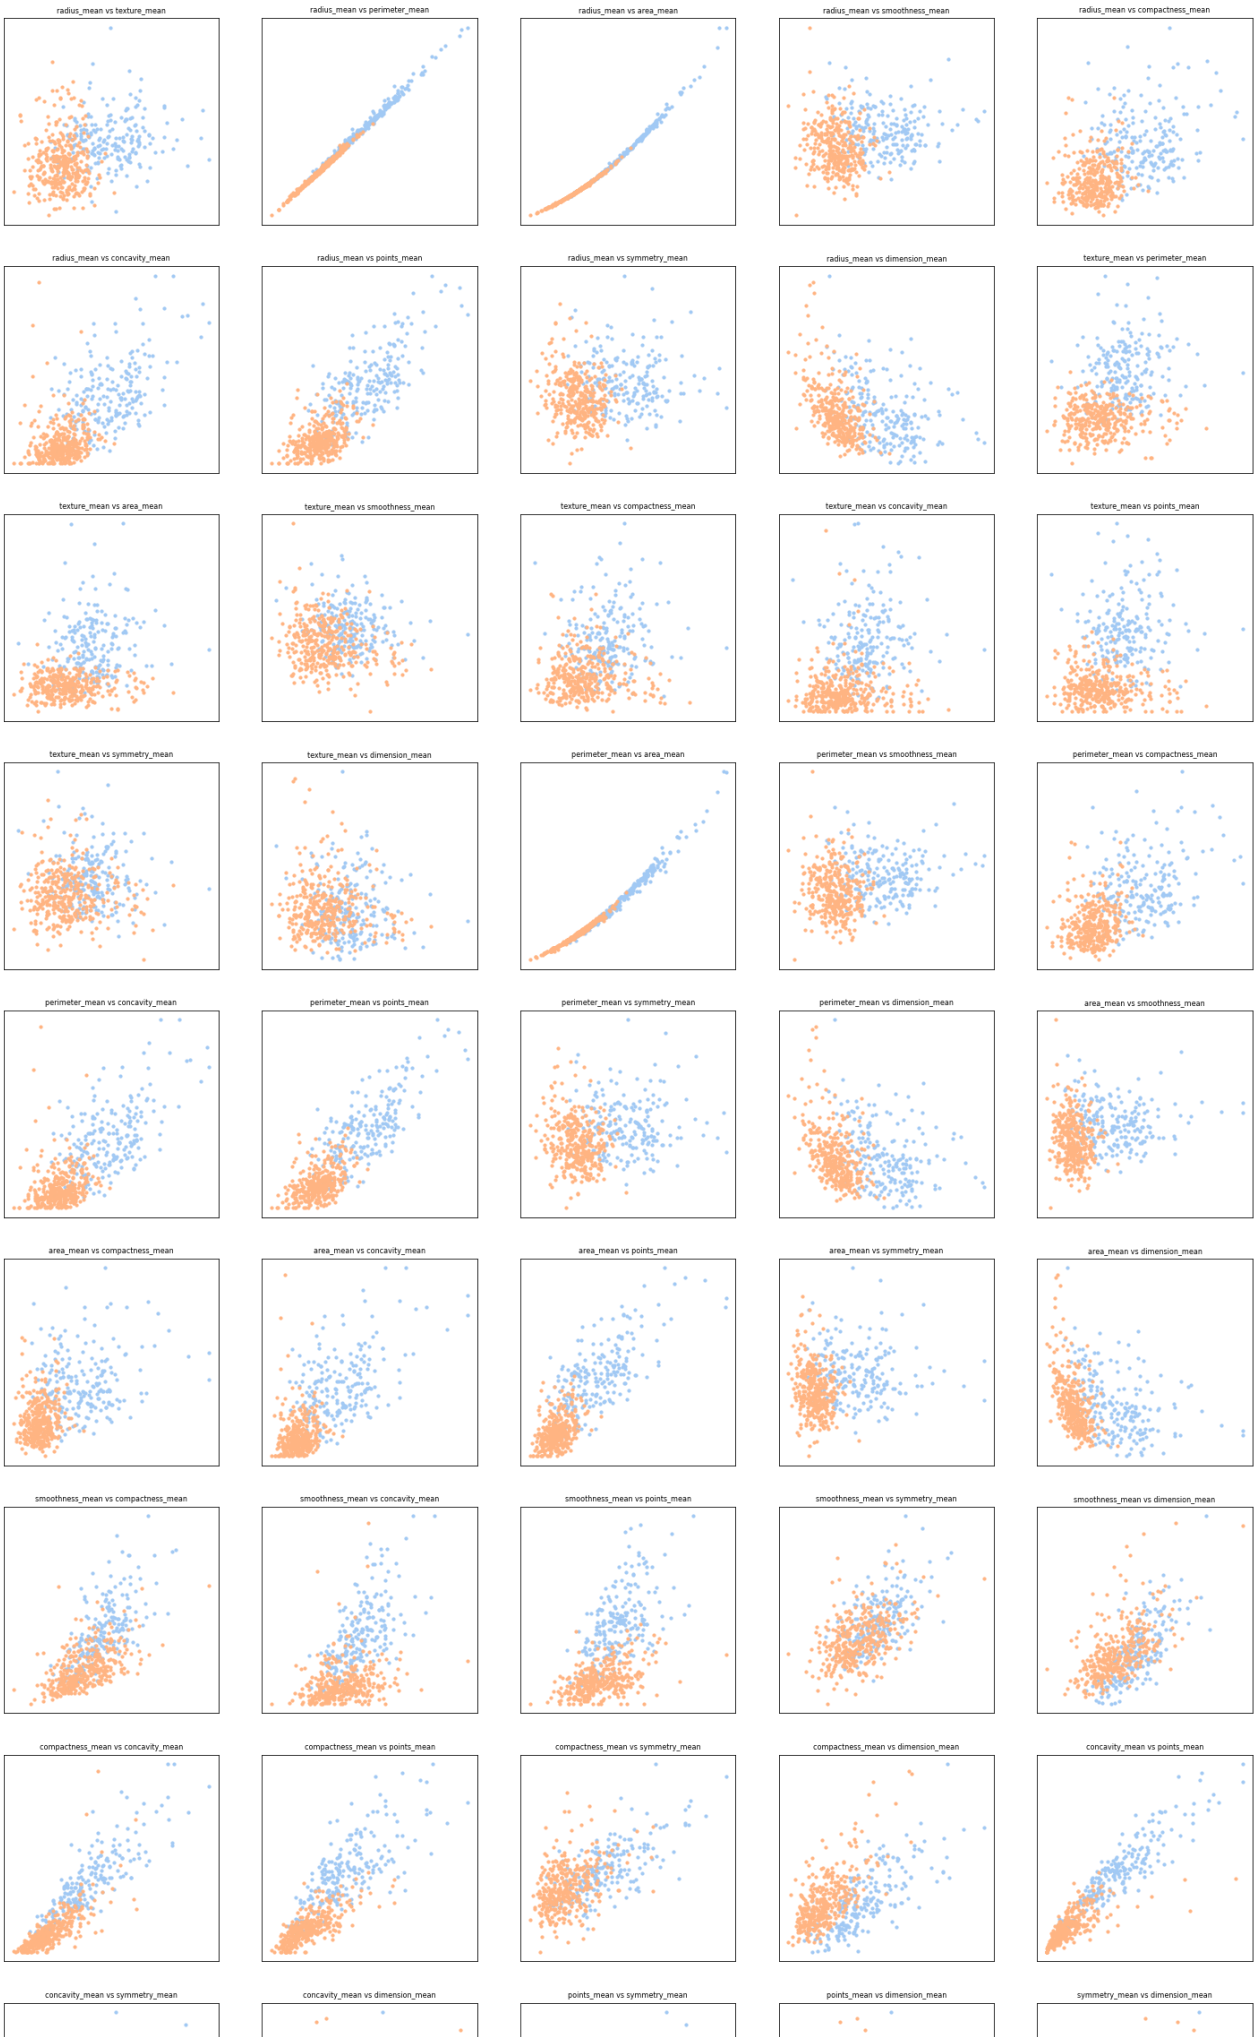 radius_mean vs texture_mean
radius_mean vs perimeter_mean
radius_mean vs area_mean
radius_mean vs smoothness_mean
radius_mean vs compactness_mean
radius_mean vs concavity_mean
radius_mean vs points_mean
radius_mean vs symmetry_mean
radius_mean vs dimension_mean
texture_mean vs perimeter_mean
texture_mean vs area_mean
texture_mean vs smoothness_mean
texture_mean vs compactness_mean
texture_mean vs concavity_mean
texture_mean vs points_mean
texture_mean vs symmetry_mean
texture_mean vs dimension_mean
perimeter_mean vs area_mean
perimeter_mean vs smoothness_mean
perimeter_mean vs compactness_mean
perimeter_mean vs concavity_mean
perimeter_mean vs points_mean
perimeter_mean vs symmetry_mean
perimeter_mean vs dimension_mean
area_mean vs smoothness_mean
area_mean vs compactness_mean
area_mean vs concavity_mean
area_mean vs points_mean
area_mean vs symmetry_mean
area_mean vs dimension_mean
smoothness_mean vs compactness_mean
smoothness_mean vs concavity_mean
smoothness_mean vs points_mean
smoothness_mean vs symmetry_mean
smoothness_mean vs dimension_mean
compactness_mean vs concavity_mean
compactness_mean vs points_mean
compactness_mean vs symmetry_mean
compactness_mean vs dimension_mean
concavity_mean vs points_mean
concavity_mean vs symmetry_mean
concavity_mean vs dimension_mean
points_mean vs symmetry_mean
points_mean vs dimension_mean
symmetry_mean vs dimension_mean